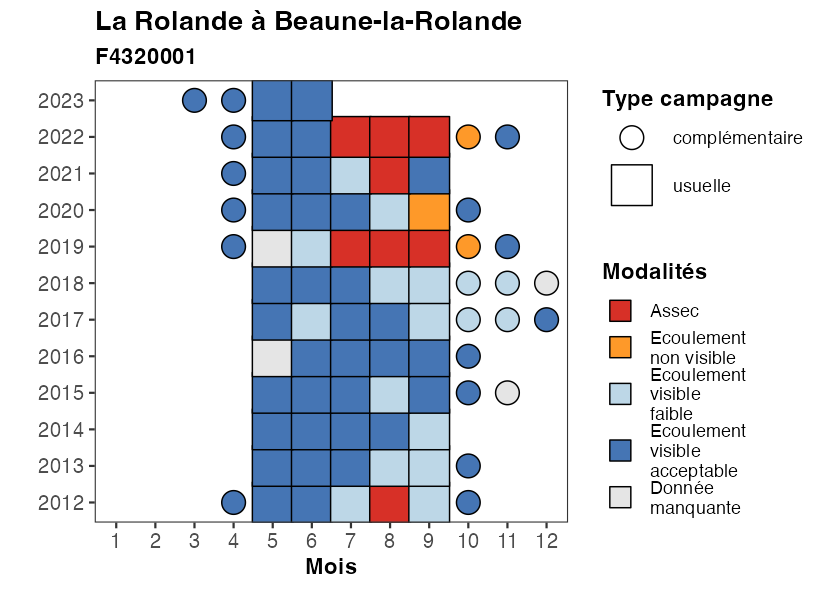 La Rolande à Beaune-la-Rolande
F4320001
2023
2022
2021
2020
2019
2018
2017
2016
2015
2014
2013
2012
1 2 3 4 5 6 7 8 9 10 11 12
Mois
Type campagne
complémentaire
usuelle
Modalités
Assec
Ecoulement
non visible
Ecoulement
visible
faible
Ecoulement
visible
acceptable
Donnée
manquante